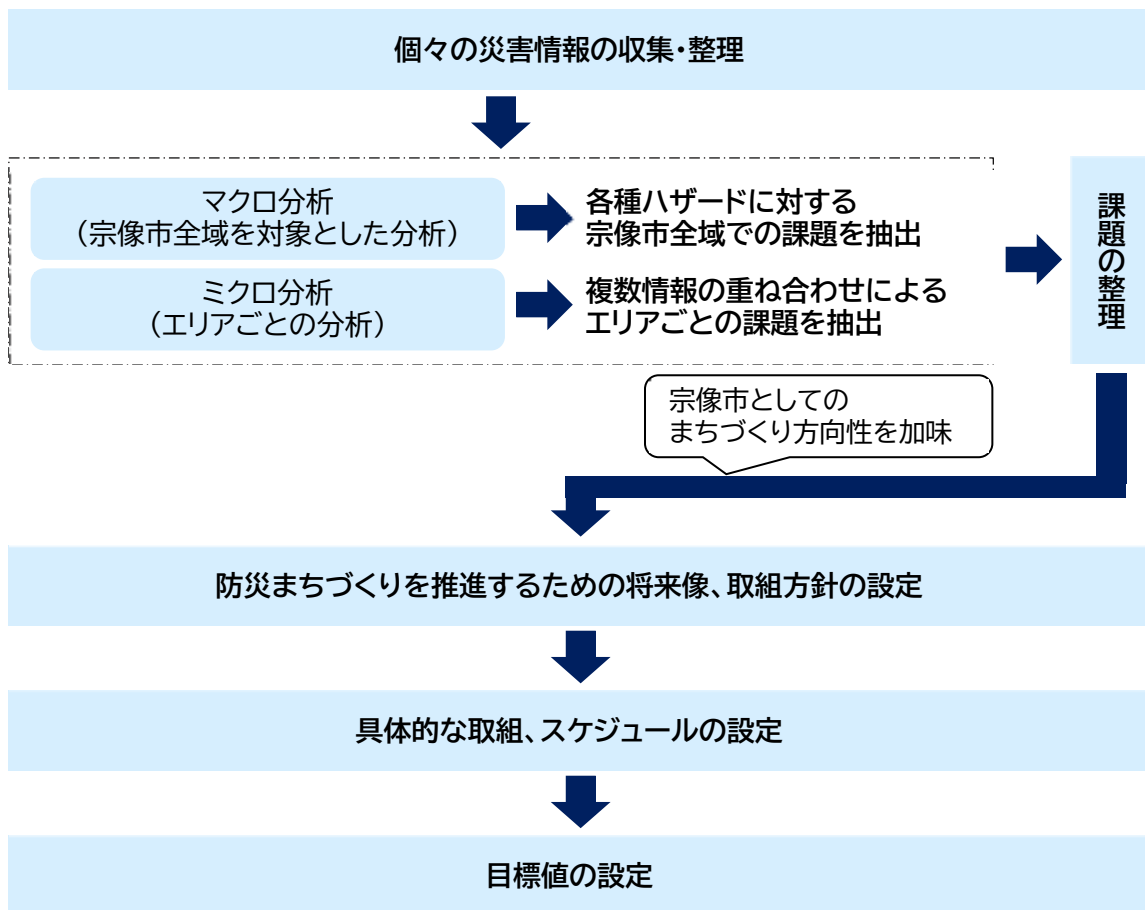 個々の災害情報の収集・整理
マクロ分析
（宗像市全域を対象とした分析）
各種ハザードに対する
宗像市全域での課題を抽出
ミクロ分析
（エリアごとの分析）
複数情報の重ね合わせによる
エリアごとの課題を抽出
課題の整理
宗像市としての
まちづくり方向性を加味
防災まちづくりを推進するための将来像、取組方針の設定
具体的な取組、スケジュールの設定
目標値の設定